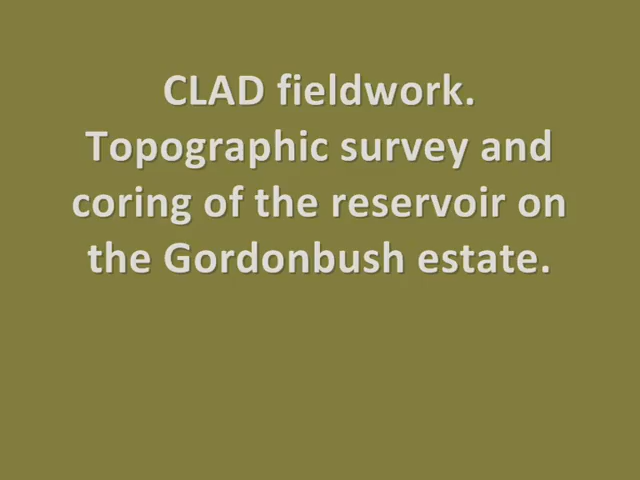 CLAD fieldwork.
Topographic survey and
coring of the reservoir on
the Gordonbush estate.